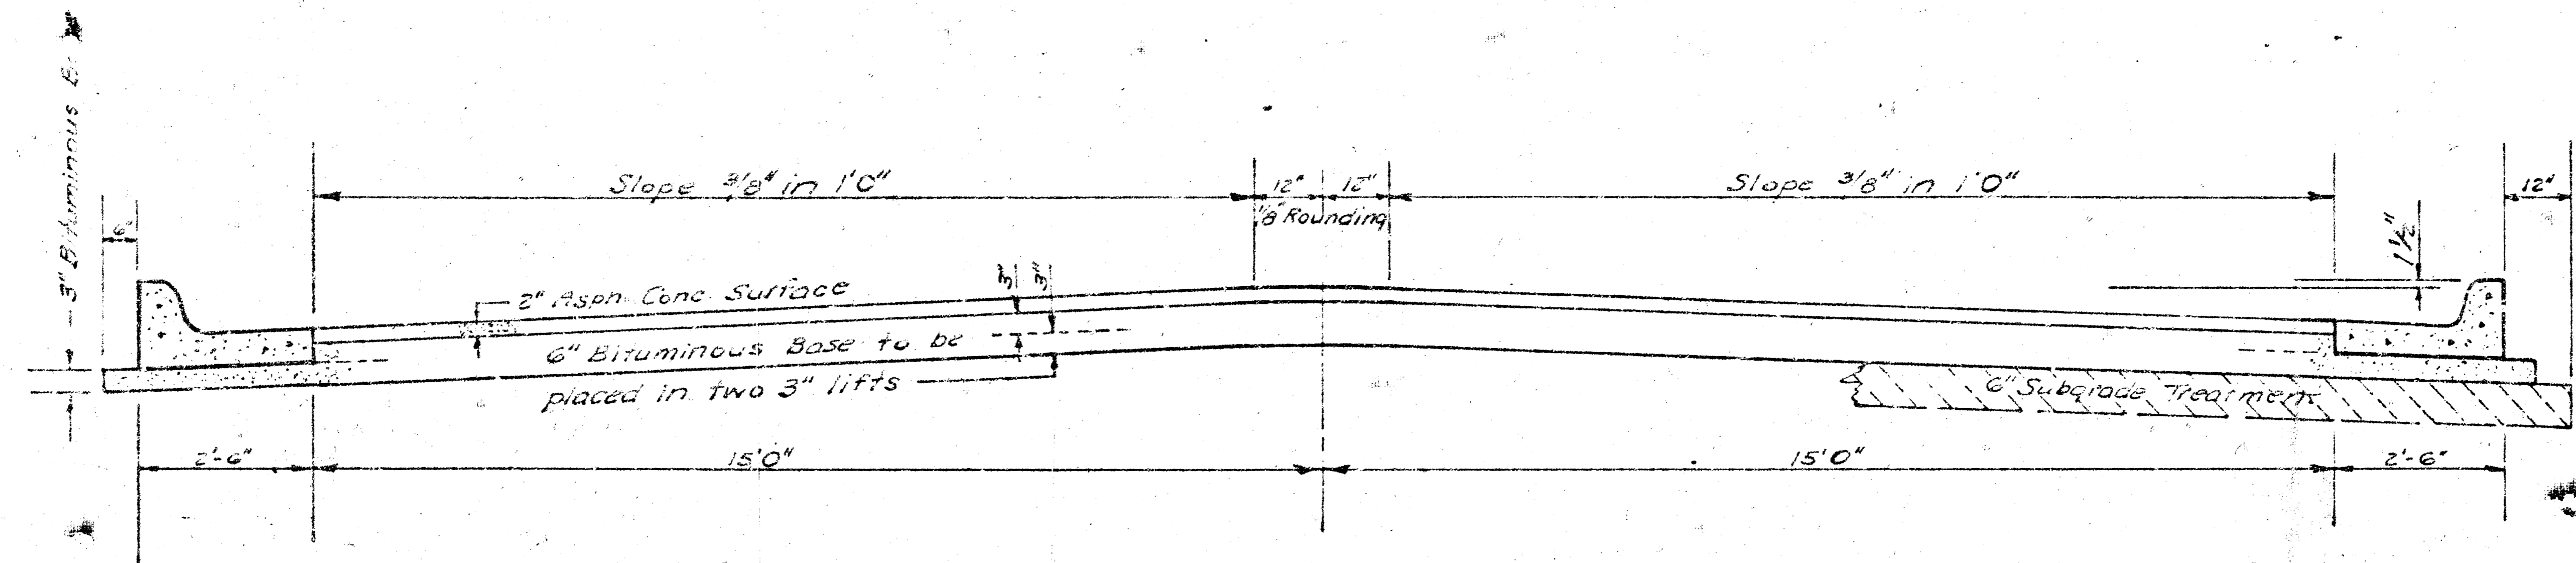 3" Bituminous
Slope 3/8" in 1'0"
12"
12"
1/8" Rounding
Slope 3/8" in 1'0"
12"
6"
1 1/2"
2" Asph. Conc. Surface
3"
3"
6" Bituminous Base to be
placed in two 3" lifts
6" Subgrade Treatment
2'-6"
15'0"
15'0"
2'-6"